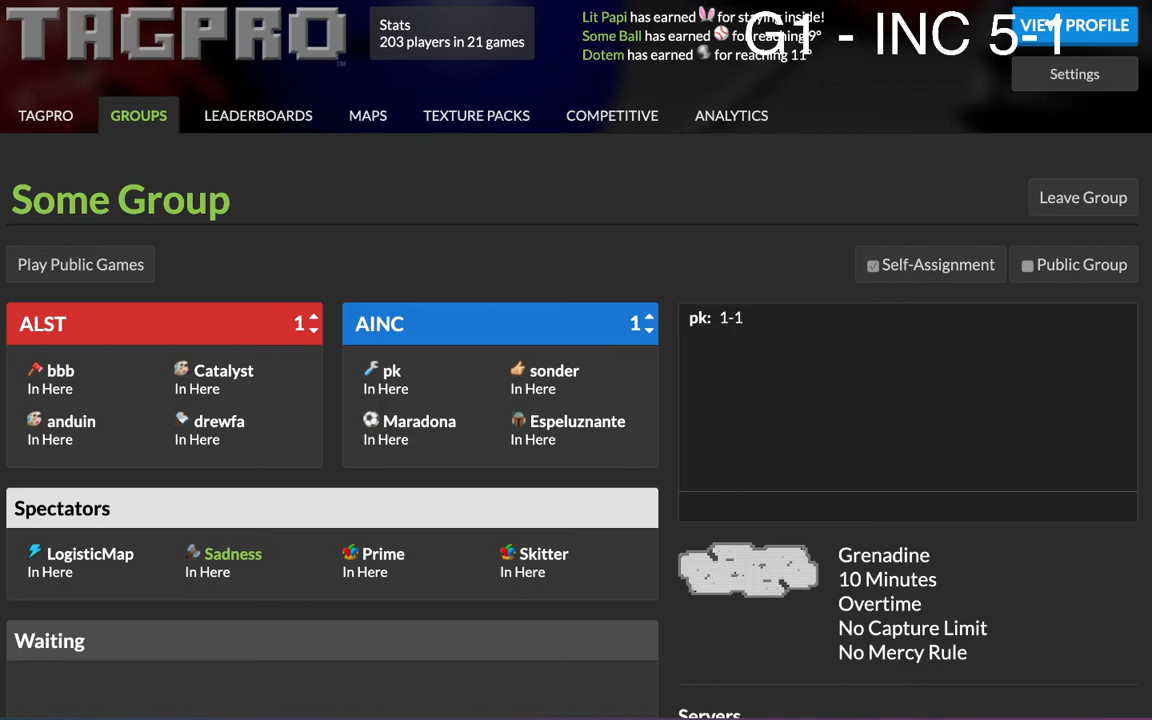 TAGPRO
TM
Stats
203 players in 21 games
Lit Papi has earned for staying inside!
Some Ball has earned for reaching 9°
Dotem has earned for reaching 11°
G1 - INC 5-1
VIEW PROFILE
Settings
TAGPRO GROUPS LEADERBOARDS MAPS TEXTURE PACKS COMPETITIVE ANALYTICS
Some Group
Leave Group
Play Public Games
Self-Assignment
Public Group
ALST 1
AINC 1
bbb Catalyst
In Here In Here
anduin drewfa
In Here In Here
pk sonder
In Here In Here
Maradona Espeluznante
In Here In Here
pk: 1-1
Spectators
LogisticMap Sadness Prime Skitter
In Here In Here In Here In Here
Waiting
Grenadine
10 Minutes
Overtime
No Capture Limit
No Mercy Rule
Servers